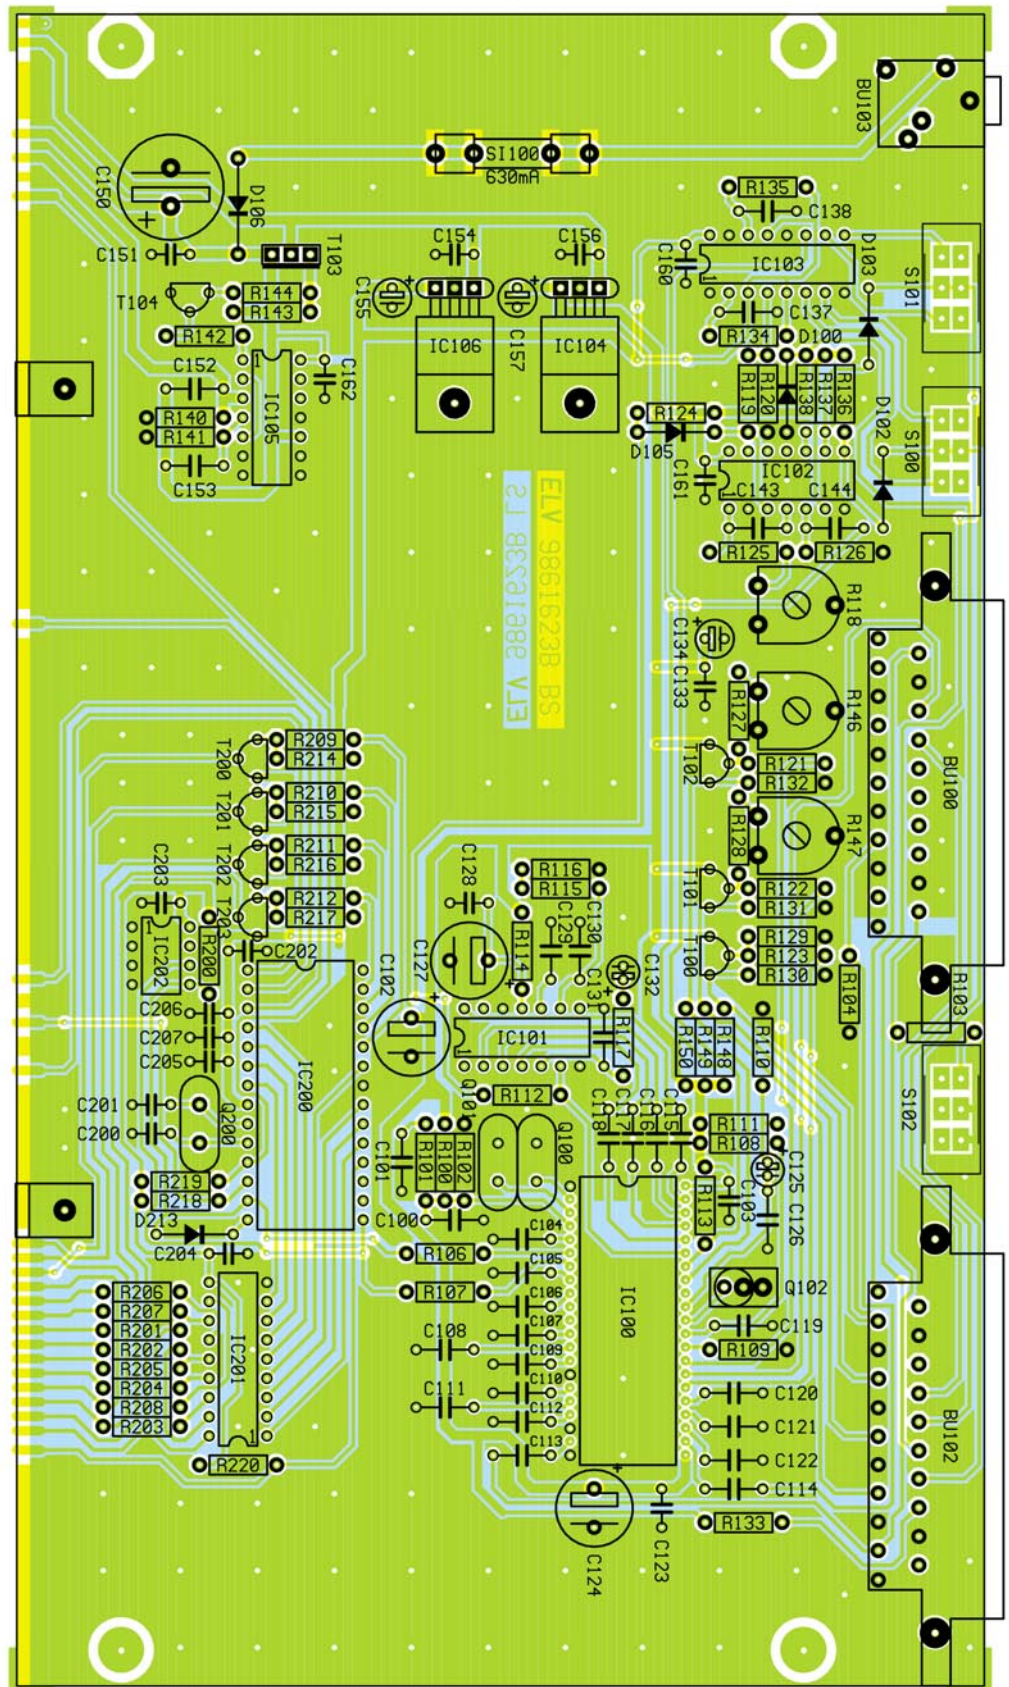 BU103
SI100
630mA
R135
C138
C150
+
D106
C151
T103
C154
C156
C160
IC103
1
D103
S101
T104
R144
R143
C155
+
C157
+
C137
R142
R134
D100
IC106
IC104
C152
1
IC105
C162
R140
R141
C153
R119
R120
R138
R137
R136
R124
D105
D102
S100
C161
IC102
1
C143
C144
R125
R126
ELV 9861623B BS
ELV 9861623B LS
R118
+
C134
C133
R127
R146
T102
R121
R132
BU100
R209
R214
T200
R210
R215
T201
R211
R216
T202
R212
R217
T203
R128
R147
T101
R122
R131
C203
1
IC202
R200
C202
C128
R116
R115
C129
C130
R114
C127
+
C102
+
C131
C132
+
T100
R129
R123
R130
R104
R103
C206
C207
C205
IC200
IC101
1
R117
R150
R149
R148
R110
S102
C201
C200
Q200
Q101
R112
C118
C117
C116
C115
R111
R108
C101
R101
R100
R102
Q100
+
C125
C126
R219
R218
D213
C204
C100
R113
C103
C104
R106
C105
R107
C106
C107
C108
C109
C110
C111
C112
C113
IC100
Q102
C119
R109
R206
R207
R201
R202
R205
R204
R208
R203
IC201
1
R220
C120
C121
C122
C114
BU102
+
C124
C123
R133